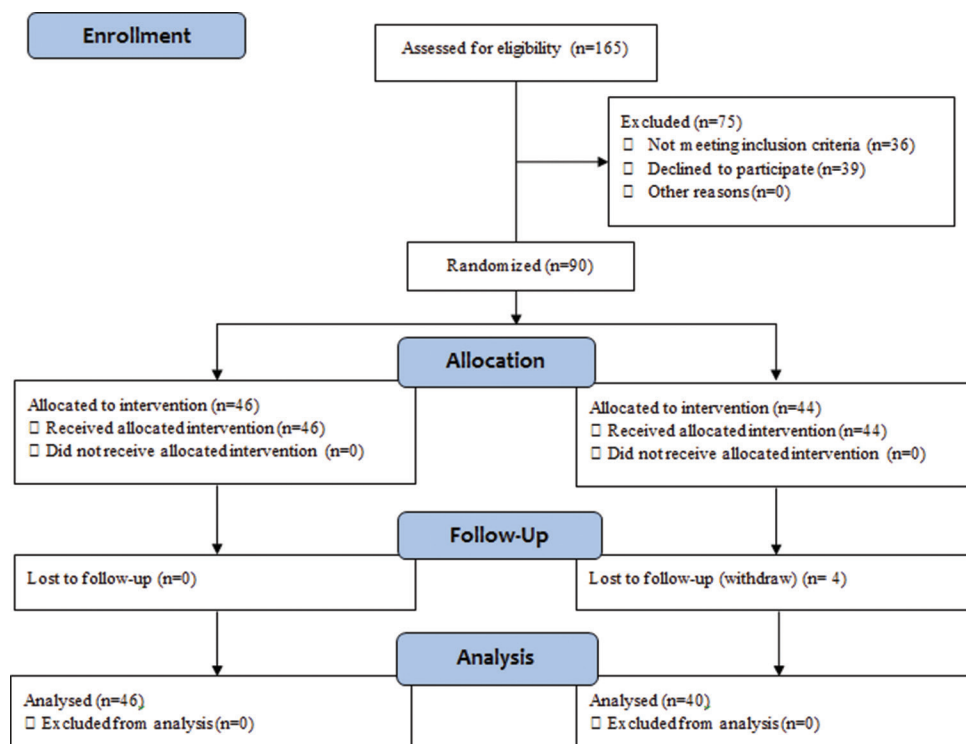 Enrollment
Assessed for eligibility (n=165)
Excluded (n=75)
□ Not meeting inclusion criteria (n=36)
□ Declined to participate (n=39)
□ Other reasons (n=0)
Randomized (n=90)
Allocation
Allocated to intervention (n=46)
□ Received allocated intervention (n=46)
□ Did not receive allocated intervention (n=0)
Allocated to intervention (n=44)
□ Received allocated intervention (n=44)
□ Did not receive allocated intervention (n=0)
Follow-Up
Lost to follow-up (n=0)
Lost to follow-up (withdraw) (n= 4)
Analysis
Analysed (n=46)
□ Excluded from analysis (n=0)
Analysed (n=40)
□ Excluded from analysis (n=0)